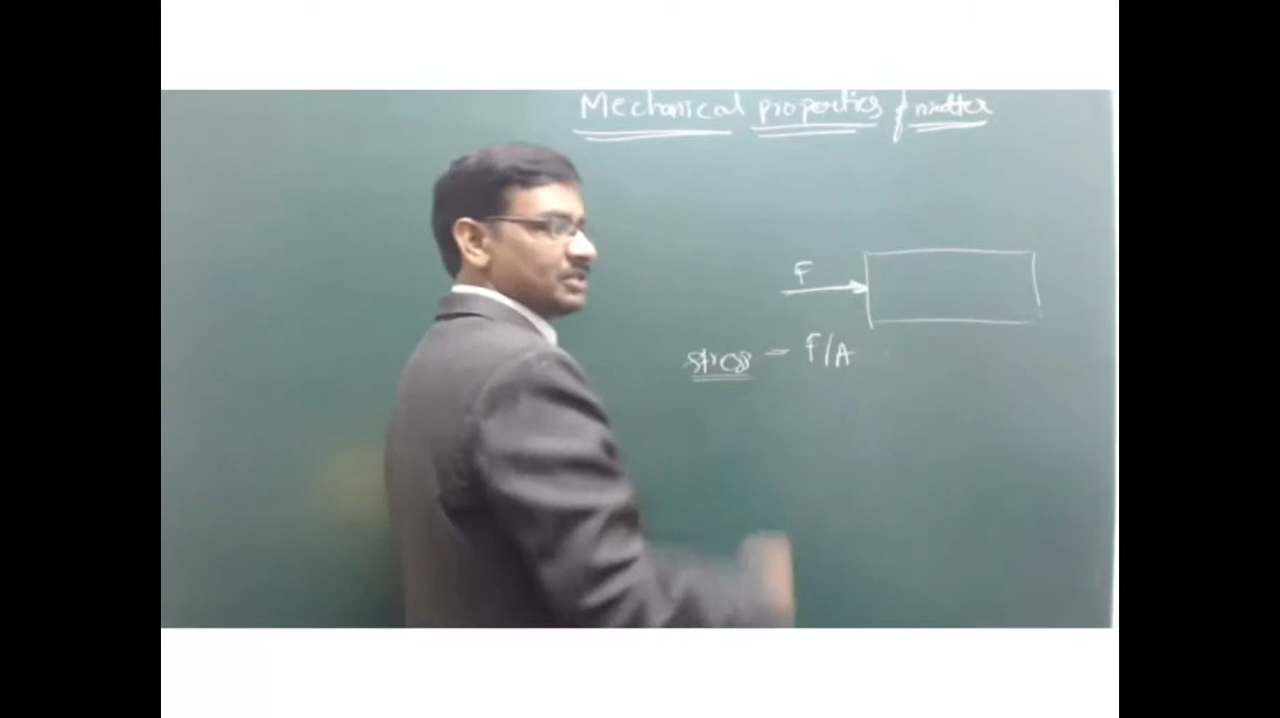 Mechanical properties of matter
F
stress = F/A